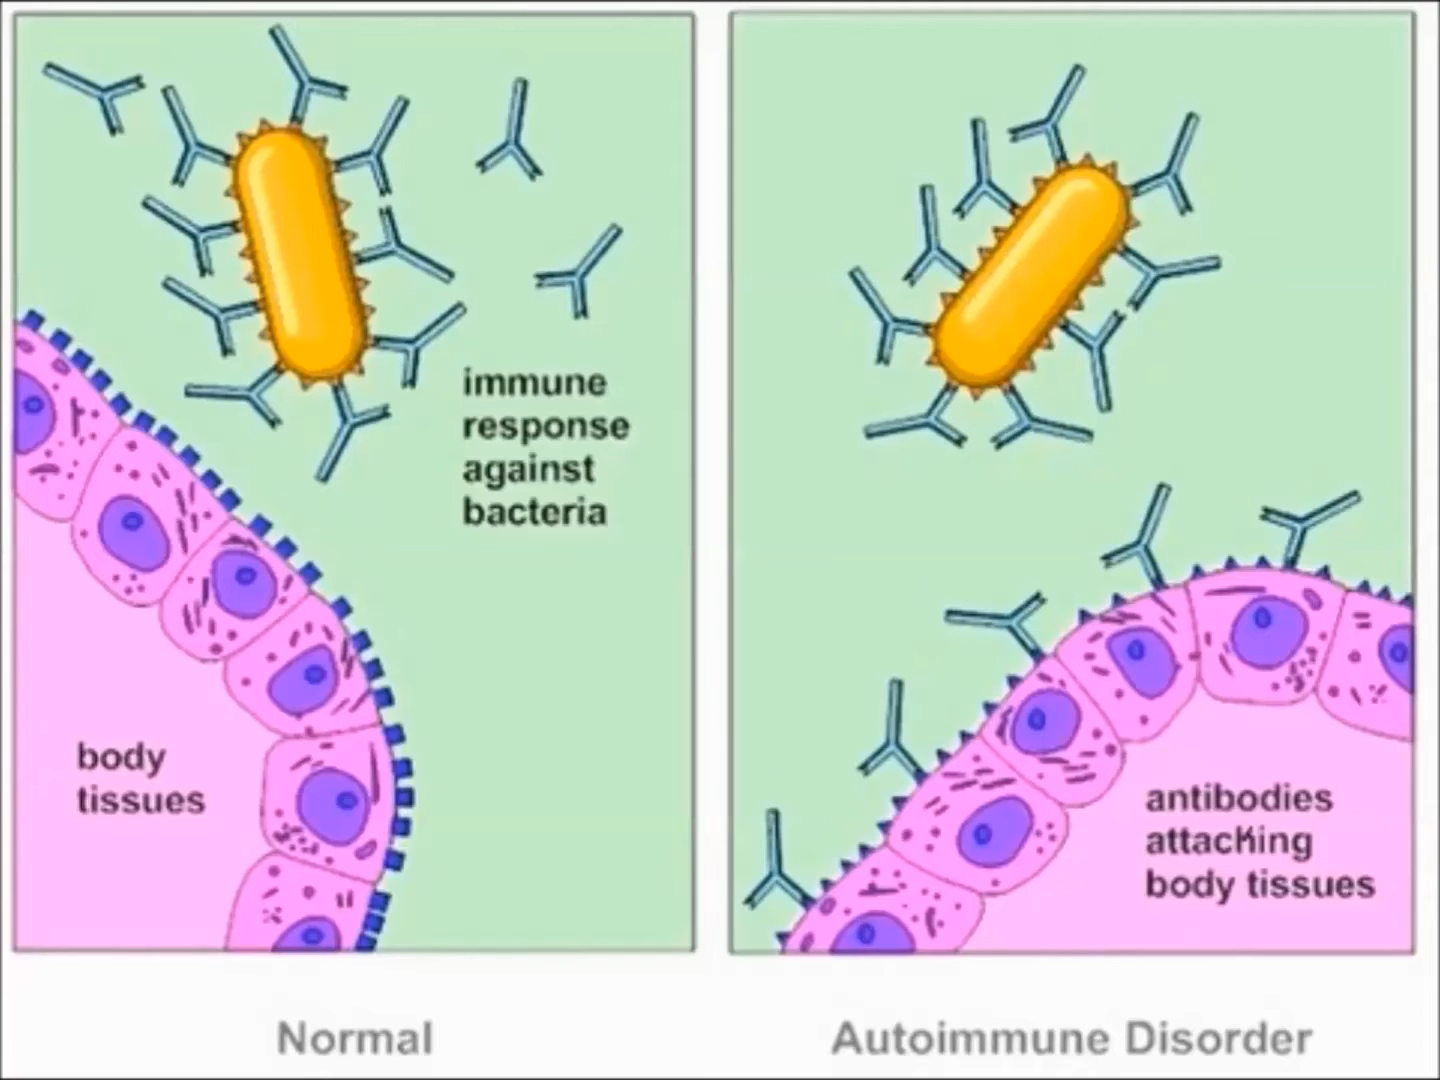 immune
response
against
bacteria
body
tissues
antibodies
attacking
body tissues
Normal
Autoimmune Disorder